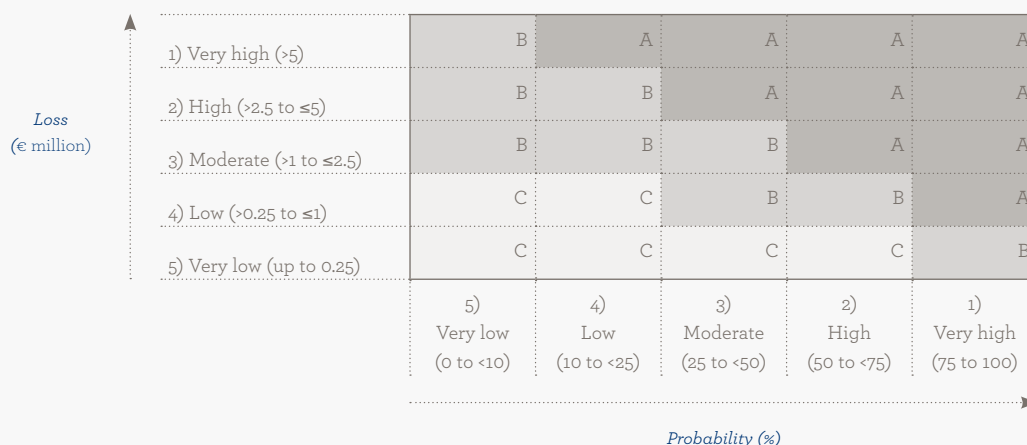 1) Very high (>5) B A A A A
2) High (>2.5 to ≤5) B B A A A
Loss
(€ million)
3) Moderate (>1 to ≤2.5) B B B A A
4) Low (>0.25 to ≤1) C C B B A
5) Very low (up to 0.25) C C C C B
5) 4) 3) 2) 1)
Very low Low Moderate High Very high
(0 to <10) (10 to <25) (25 to <50) (50 to <75) (75 to 100)
Probability (%)